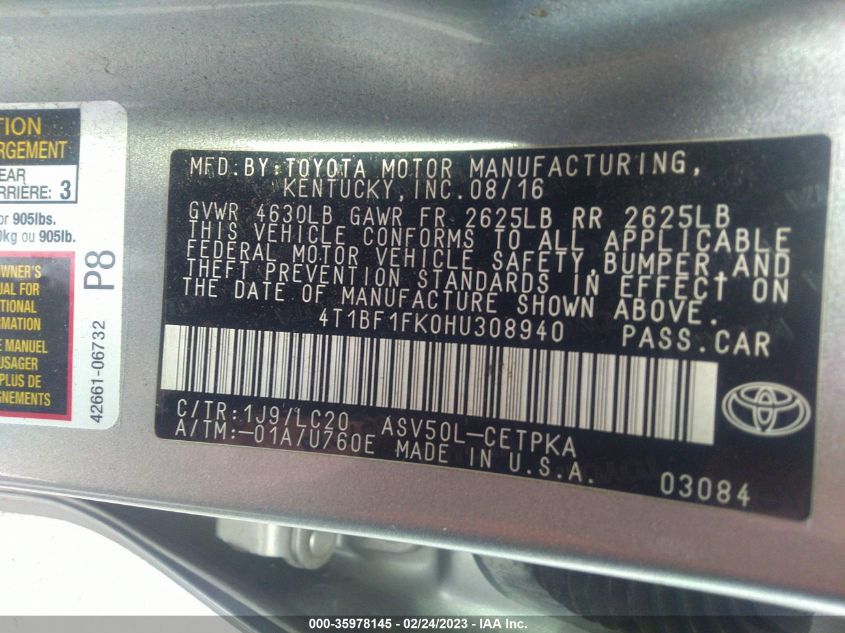 TION
RGEMENT
EAR
ARRIÈRE: 3
or 905lbs.
0kg ou 905lb.
OWNER'S
UAL FOR
TIONAL
RMATION
E MANUEL
USAGER
PLUS DE
GNEMENTS
P8
42661-06732
MFD. BY: TOYOTA MOTOR MANUFACTURING,
KENTUCKY, INC. 08/16
GVWR 4630LB GAWR FR 2625LB RR 2625LB
THIS VEHICLE CONFORMS TO ALL APPLICABLE
FEDERAL MOTOR VEHICLE SAFETY, BUMPER, AND
THEFT PREVENTION STANDARDS IN EFFECT ON
THE DATE OF MANUFACTURE SHOWN ABOVE.
4T1BF1FK0HU308940 PASS.CAR
C/TR:1J9/LC20 ASV50L-CETPKA
A/TM:-01A/U760E MADE IN U.S.A.
03084
000-35978145 - 02/24/2023 - IAA Inc.